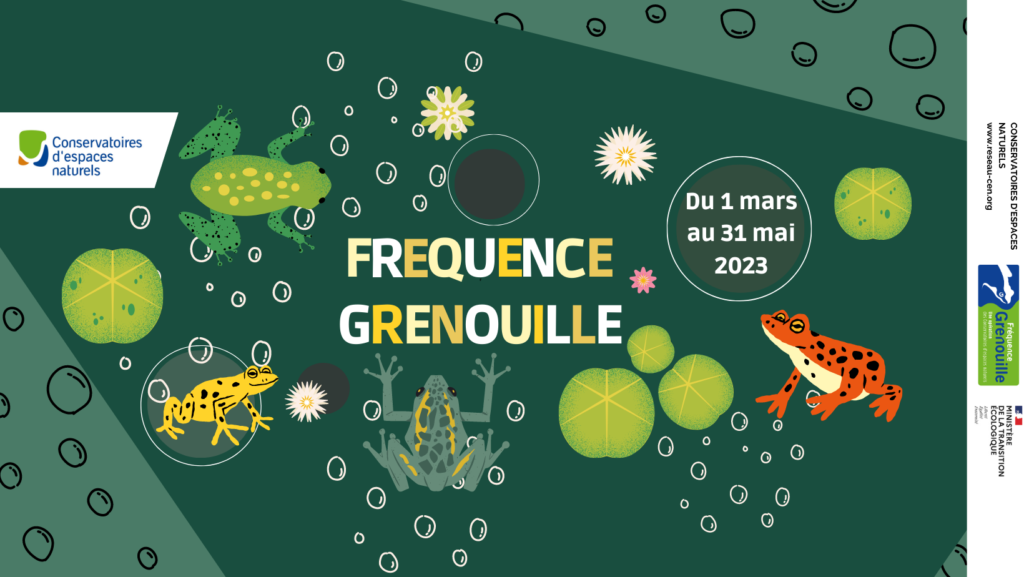 Conservatoires
d'espaces
naturels
FREQUENCE
GRENOUILLE
Du 1 mars
au 31 mai
2023
CONSERVATOIRES D'ESPACES
NATURELS
www.reseau-cen.org
Fréquence
Grenouille
MINISTÈRE
DE LA TRANSITION
ÉCOLOGIQUE